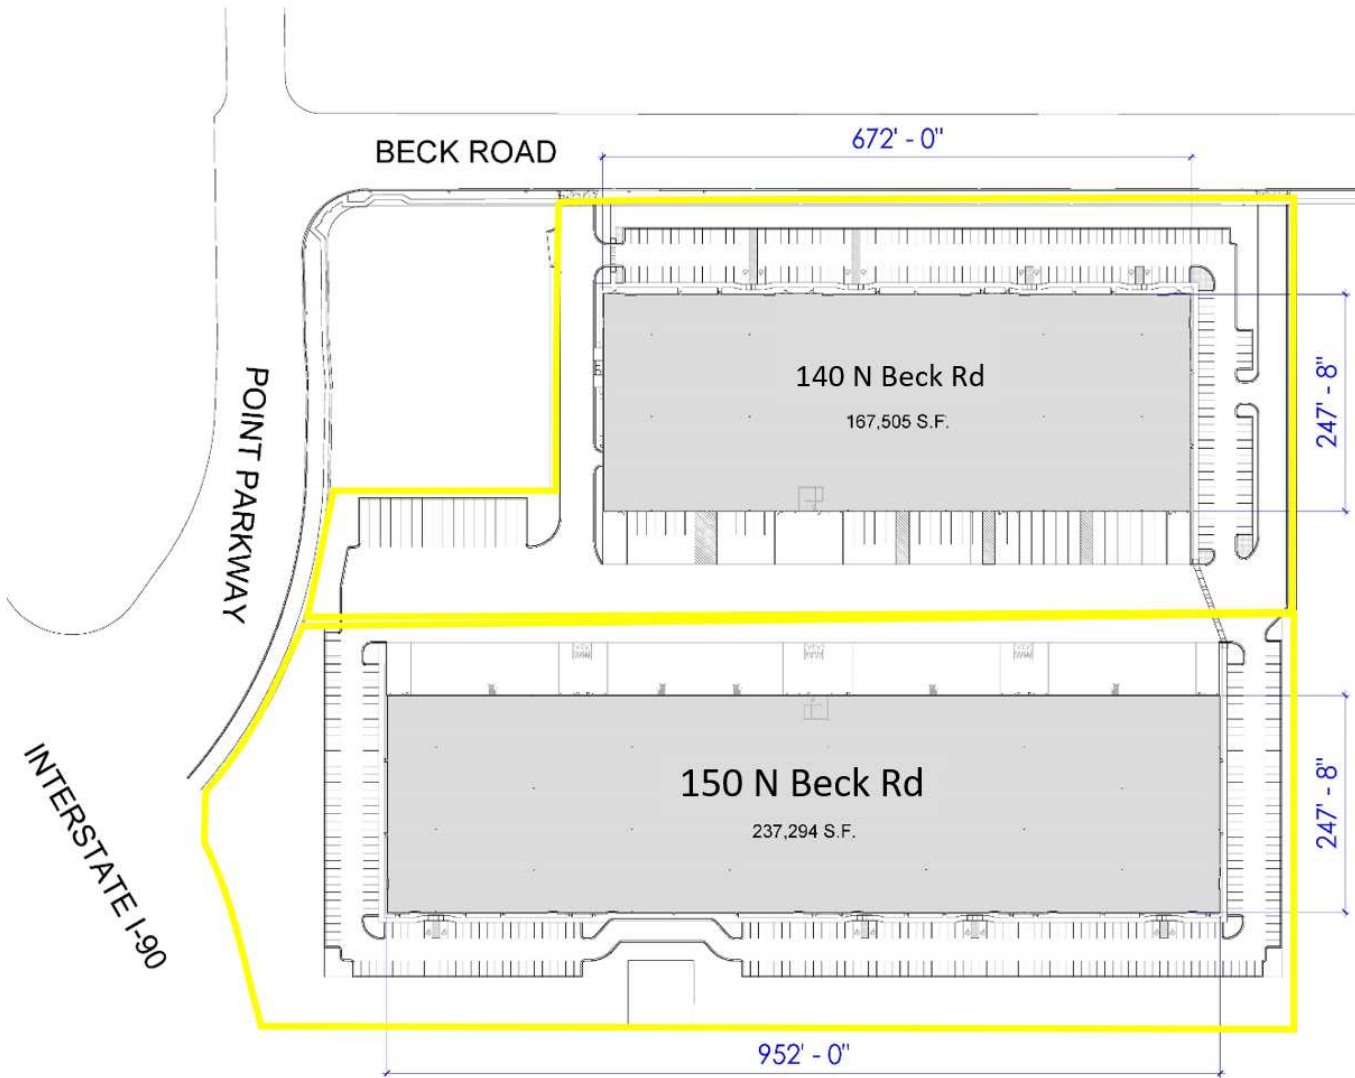 BECK ROAD
672' - 0"
140 N Beck Rd
167,505 S.F.
247' - 8"
POINT PARKWAY
150 N Beck Rd
237,294 S.F.
247' - 8"
INTERSTATE I-90
952' - 0"